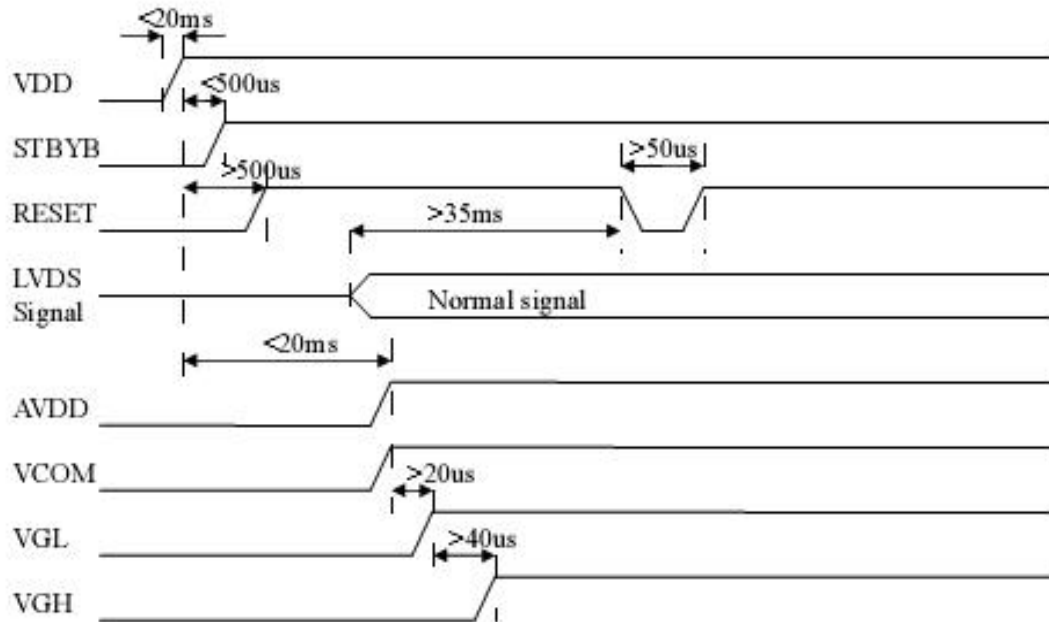 <20ms
VDD
<500us
STBYB
>500us
>50us
RESET
>35ms
LVDS
Signal
Normal signal
<20ms
AVDD
VCOM
>20us
VGL
>40us
VGH